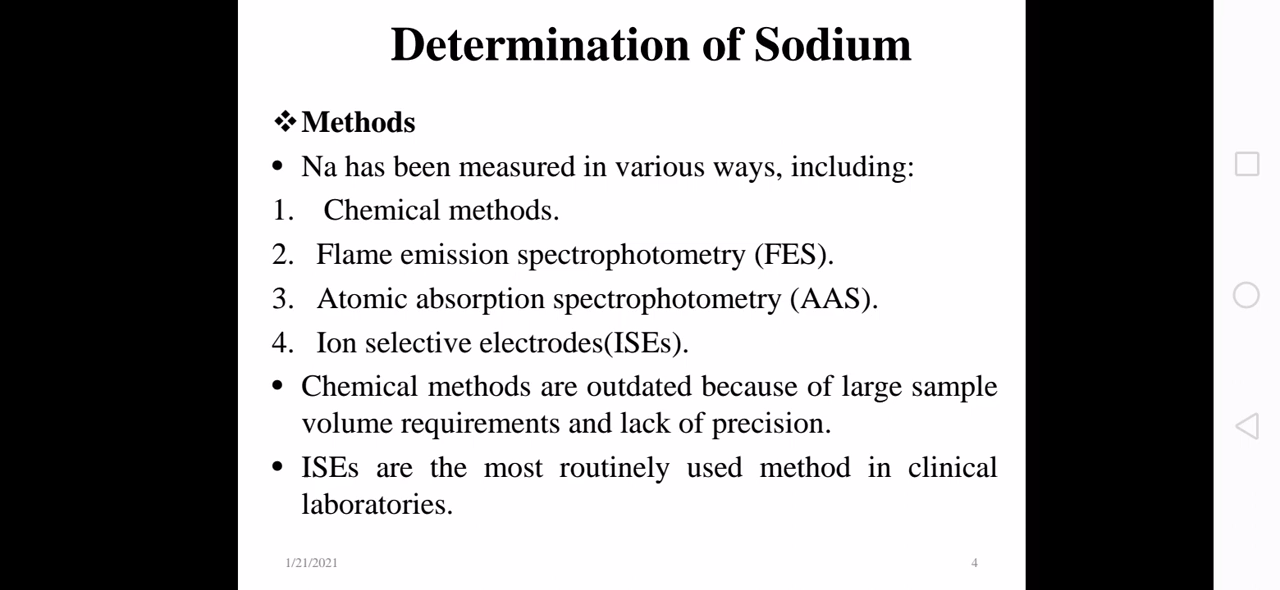 Determination of Sodium
❖Methods
• Na has been measured in various ways, including:
1. Chemical methods.
2. Flame emission spectrophotometry (FES).
3. Atomic absorption spectrophotometry (AAS).
4. Ion selective electrodes(ISEs).
• Chemical methods are outdated because of large sample
volume requirements and lack of precision.
• ISEs are the most routinely used method in clinical
laboratories.
1/21/2021 4